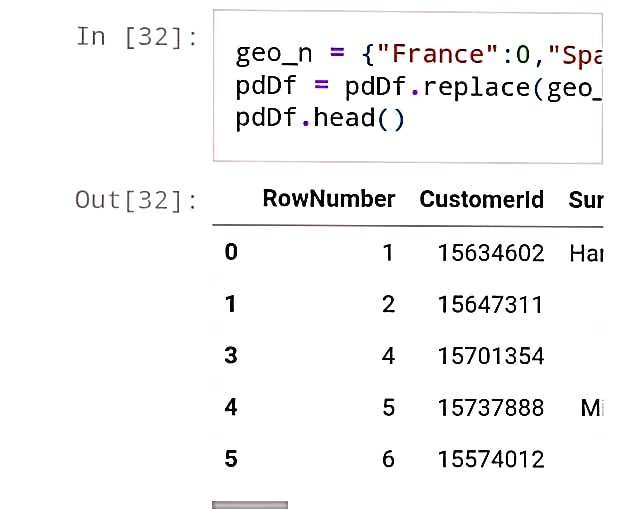 In [32]:
geo_n = {"France":0,"Spa
pdDf = pdDf.replace(geo_
pdDf.head()
Out[32]:
RowNumber CustomerId Sur
0 1 15634602 Har
1 2 15647311
3 4 15701354
4 5 15737888 Mi
5 6 15574012